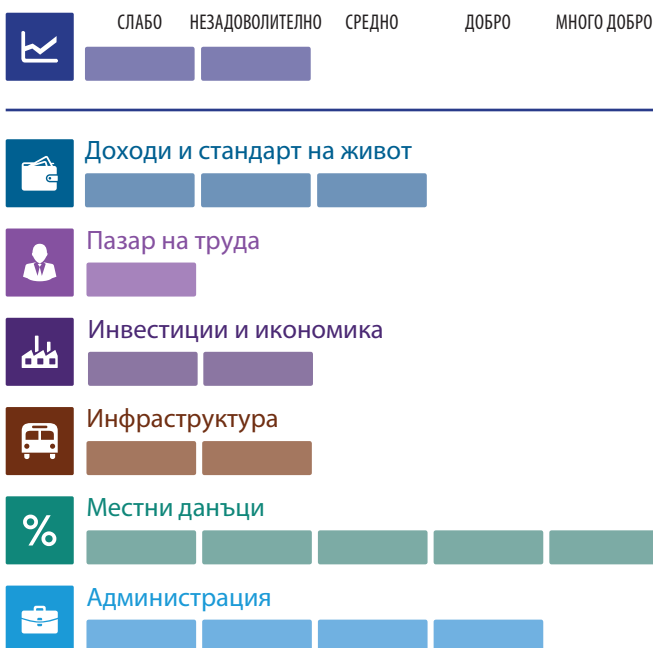 СЛАБО НЕЗАДОВОЛИТЕЛНО СРЕДНО ДОБРО МНОГО ДОБРО
Доходи и стандарт на живот
Пазар на труда
Инвестиции и икономика
Инфраструктура
Местни данъци
%
Администрация